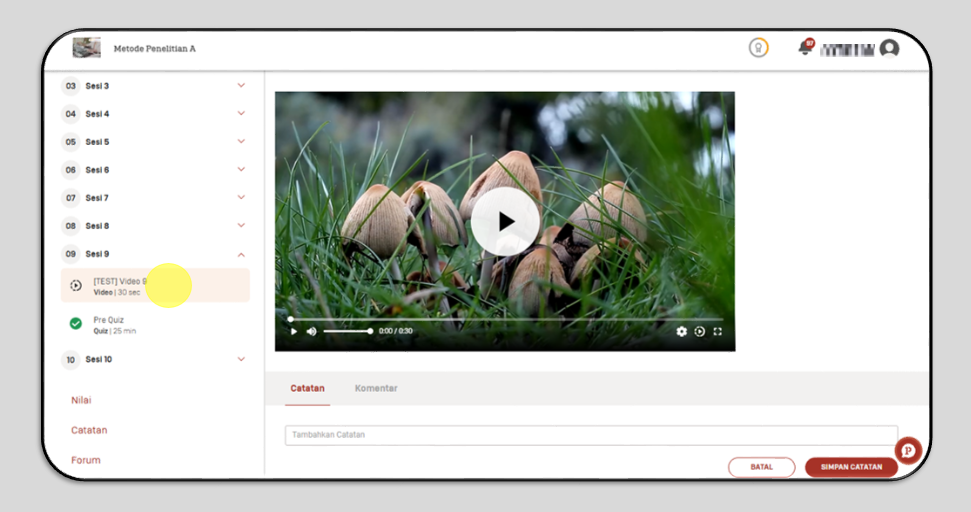 Metode Penelitian A
97
03 Sesi 3
04 Sesi 4
05 Sesi 5
06 Sesi 6
07 Sesi 7
08 Sesi 8
09 Sesi 9
[TEST] Video 9
Video | 30 sec
Pre Quiz
Quiz | 25 min
10 Sesi 10
Nilai
Catatan
Forum
0:00 / 0:30
Catatan Komentar
Tambahkan Catatan
BATAL SIMPAN CATATAN